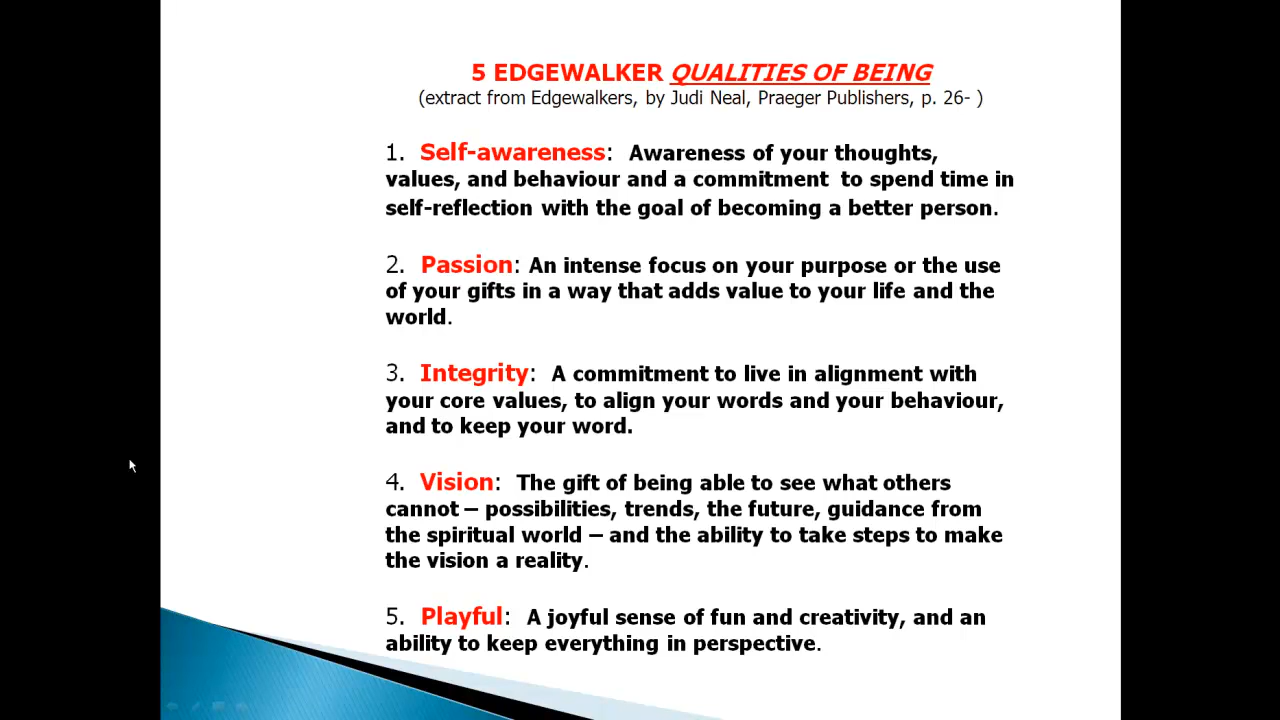 5 EDGEWALKER QUALITIES OF BEING
(extract from Edgewalkers, by Judi Neal, Praeger Publishers, p. 26- )
1. Self-awareness: Awareness of your thoughts,
values, and behaviour and a commitment to spend time in
self-reflection with the goal of becoming a better person.
2. Passion: An intense focus on your purpose or the use
of your gifts in a way that adds value to your life and the
world.
3. Integrity: A commitment to live in alignment with
your core values, to align your words and your behaviour,
and to keep your word.
4. Vision: The gift of being able to see what others
cannot – possibilities, trends, the future, guidance from
the spiritual world – and the ability to take steps to make
the vision a reality.
5. Playful: A joyful sense of fun and creativity, and an
ability to keep everything in perspective.